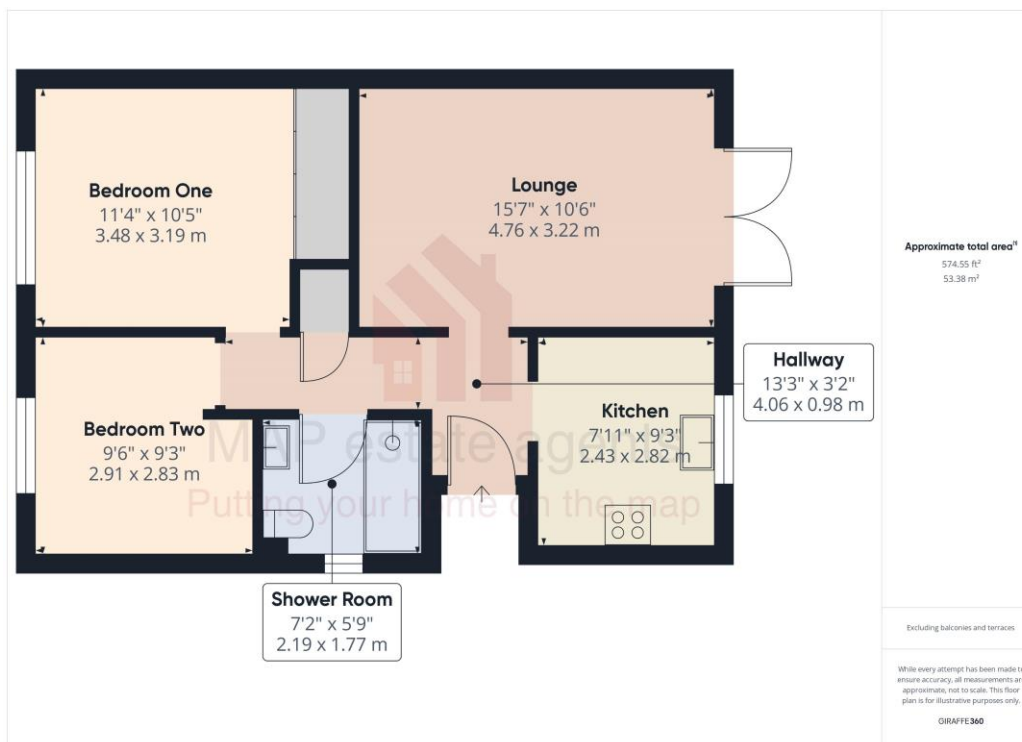 Bedroom One
11'4" x 10'5"
3.48 x 3.19 m
Lounge
15'7" x 10'6"
4.76 x 3.22 m
Approximate total area⁽¹⁾
574.55 ft²
53.38 m²
Hallway
13'3" x 3'2"
4.06 x 0.98 m
Kitchen
7'11" x 9'3"
2.43 x 2.82 m
Bedroom Two
9'6" x 9'3"
2.91 x 2.83 m
MAP estate agents
Putting your home on the map
Shower Room
7'2" x 5'9"
2.19 x 1.77 m
Excluding balconies and terraces
While every attempt has been made to
ensure accuracy, all measurements are
approximate, not to scale. This floor
plan is for illustrative purposes only.
GIRAFFE360